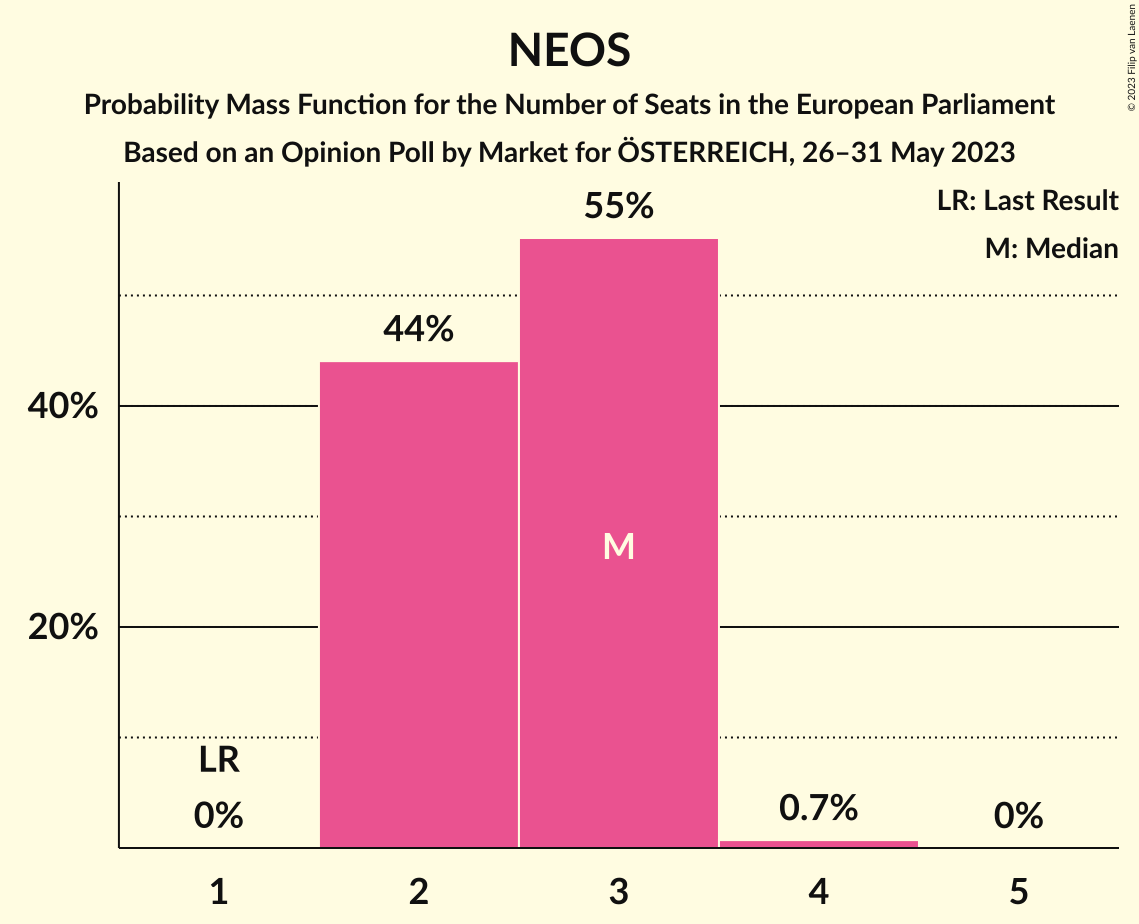 NEOS
Probability Mass Function for the Number of Seats in the European Parliament
Based on an Opinion Poll by Market for ÖSTERREICH, 26–31 May 2023
© 2023 Filip van Laenen
LR: Last Result
M: Median
55%
44%
40%
M
20%
LR
0%
0.7%
0%
1 2 3 4 5